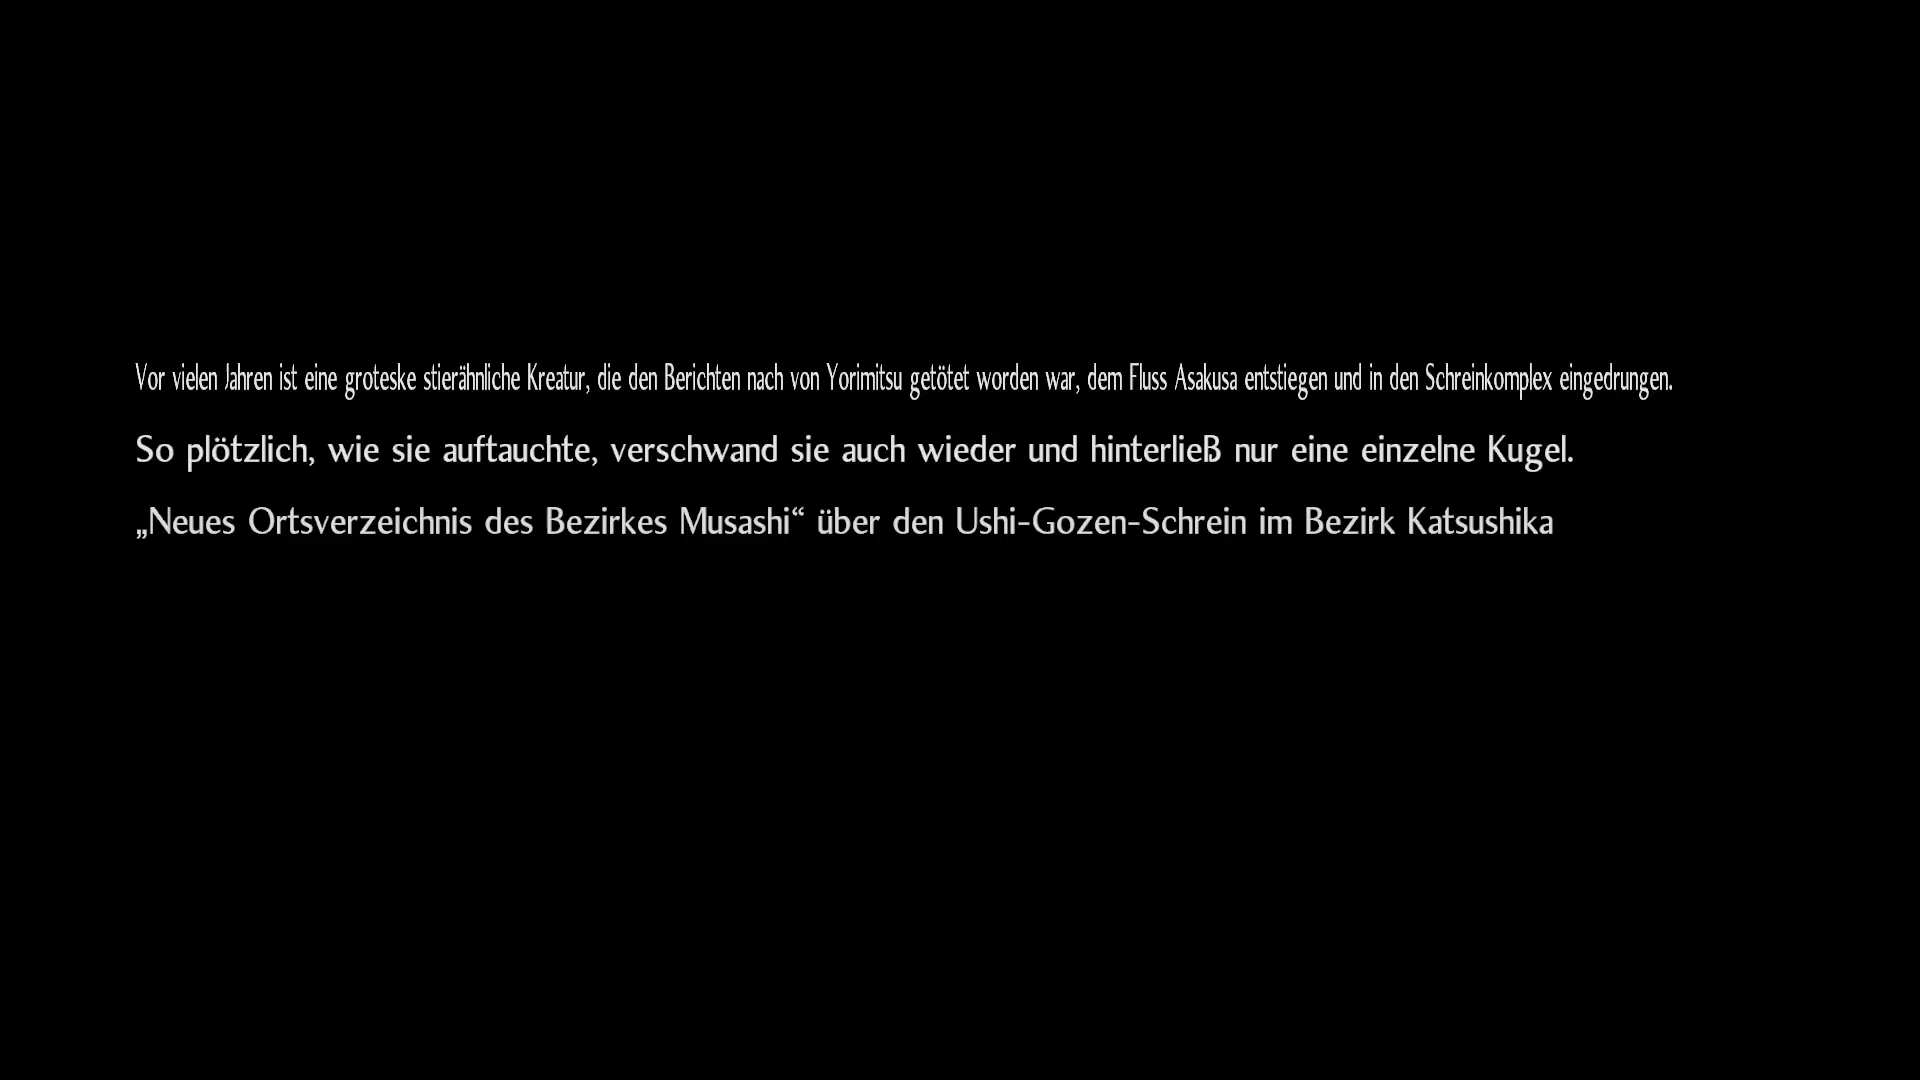 Vor vielen Jahren ist eine groteske stierähnliche Kreatur, die den Berichten nach von Yorimitsu getötet worden war, dem Fluss Asakusa entstiegen und in den Schreinkomplex eingedrungen.
So plötzlich, wie sie auftauchte, verschwand sie auch wieder und hinterließ nur eine einzelne Kugel.
„Neues Ortsverzeichnis des Bezirkes Musashi“ über den Ushi-Gozen-Schrein im Bezirk Katsushika